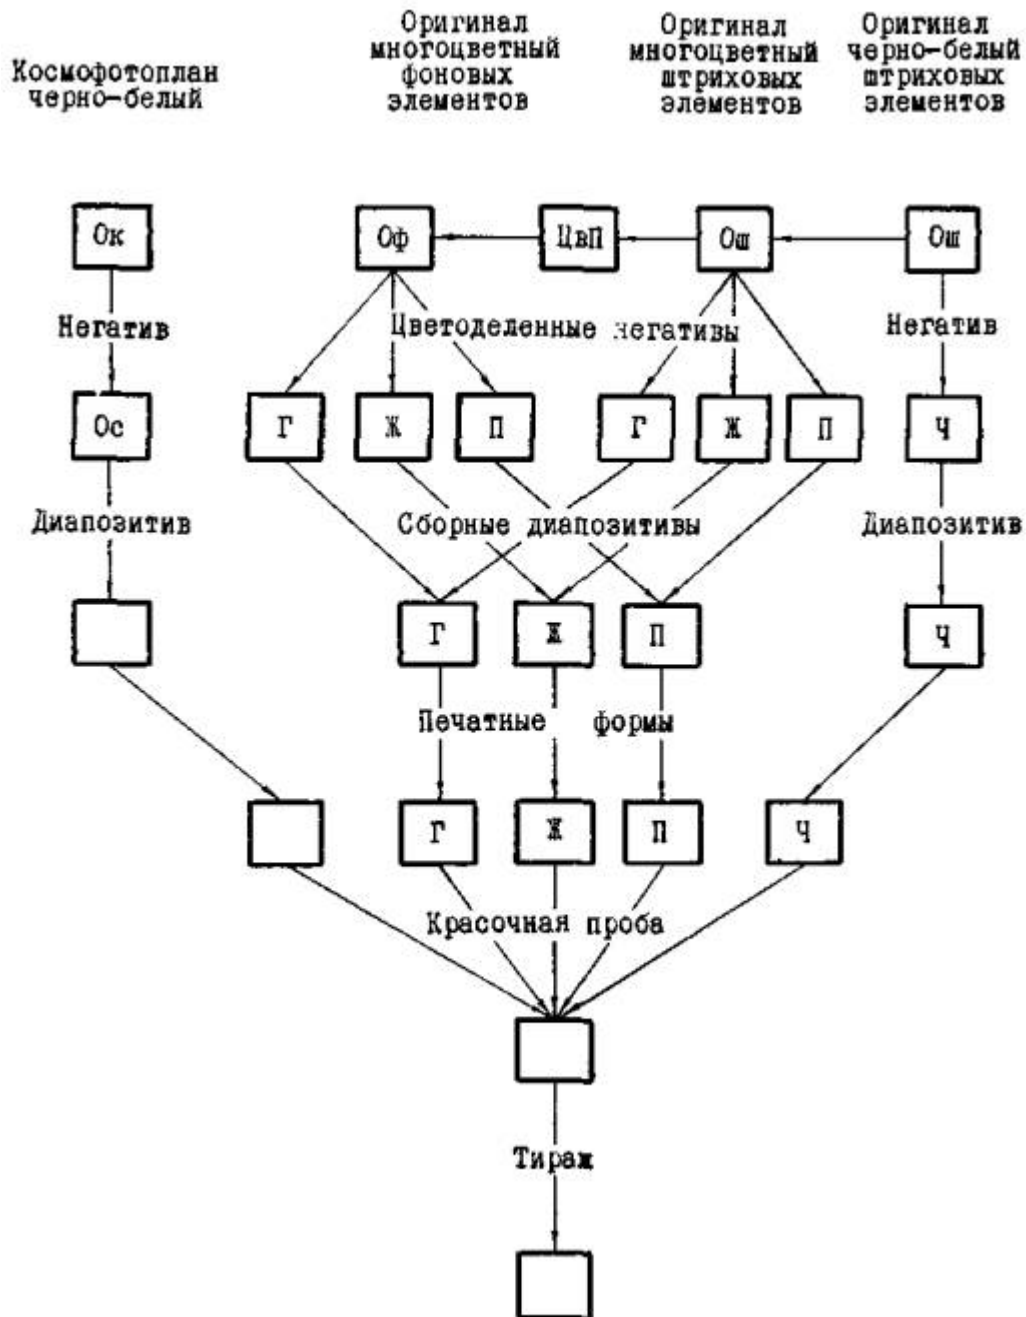 Космофотоплан
черно-белый
Оригинал
многоцветный
фоновых
элементов
Оригинал
многоцветный
штриховых
элементов
Оригинал
черно-белый
штриховых
элементов
Ок
Оф
ЦвП
Ош
Ош
Негатив
Цветоделенные негативы
Негатив
Ос
Г
Ж
П
Г
Ж
П
Ч
Диапозитив
Сборные диапозитивы
Диапозитив
Г
Ж
П
Ч
Печатные формы
Г
Ж
П
Ч
Красочная проба
Тираж